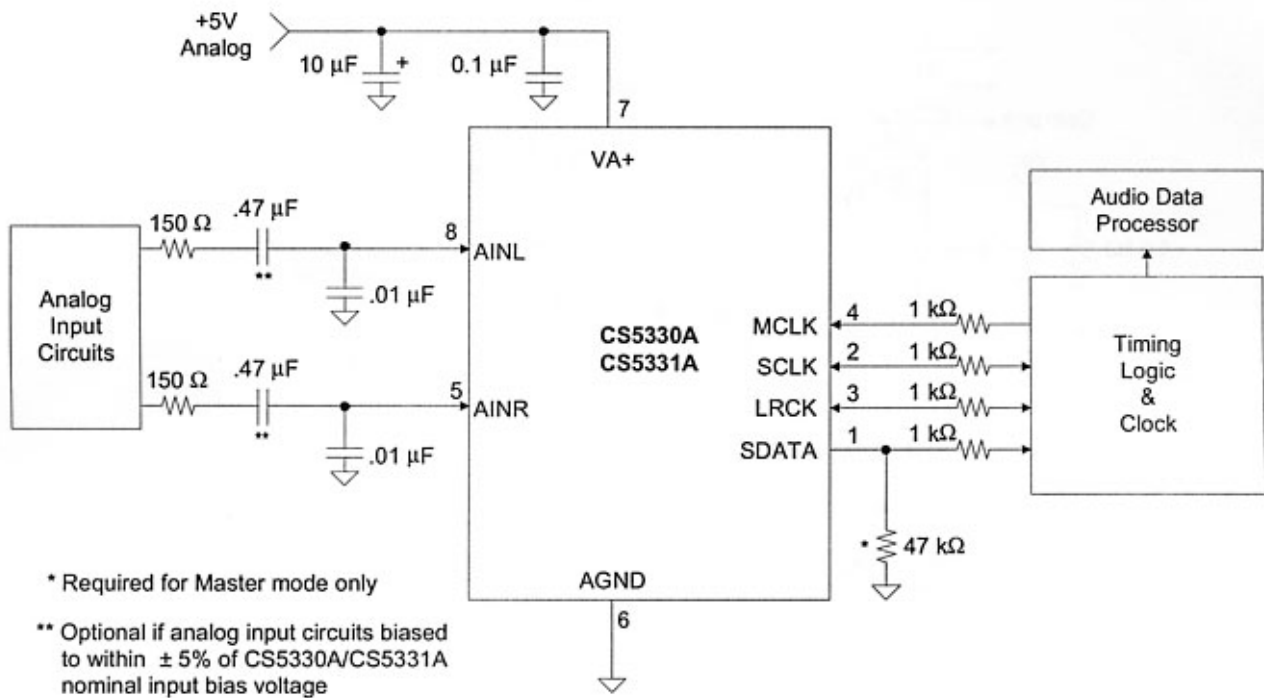 +5V
Analog
10 µF
+
0.1 µF
7
VA+
150 Ω
.47 µF
**
8
AINL
.01 µF
Analog
Input
Circuits
150 Ω
.47 µF
**
5
AINR
.01 µF
CS5330A
CS5331A
MCLK
4
1 kΩ
SCLK
2
1 kΩ
LRCK
3
1 kΩ
SDATA
1
1 kΩ
Audio Data
Processor
Timing
Logic
&
Clock
* 47 kΩ
AGND
6
* Required for Master mode only
** Optional if analog input circuits biased
to within ± 5% of CS5330A/CS5331A
nominal input bias voltage